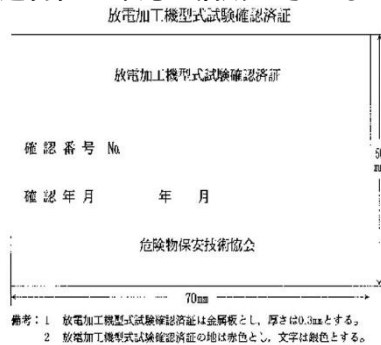 放電加工機型式試験確認済証
放電加工機型式試験確認済証
確認番号 No.
確認年月 年 月
危険物保安技術協会
70mm
備考：1 放電加工機型式試験確認済証は金属板とし，厚さは0.3mmとする。
2 放電加工機型式試験確認済証の地は赤色とし，文字は銀色とする。